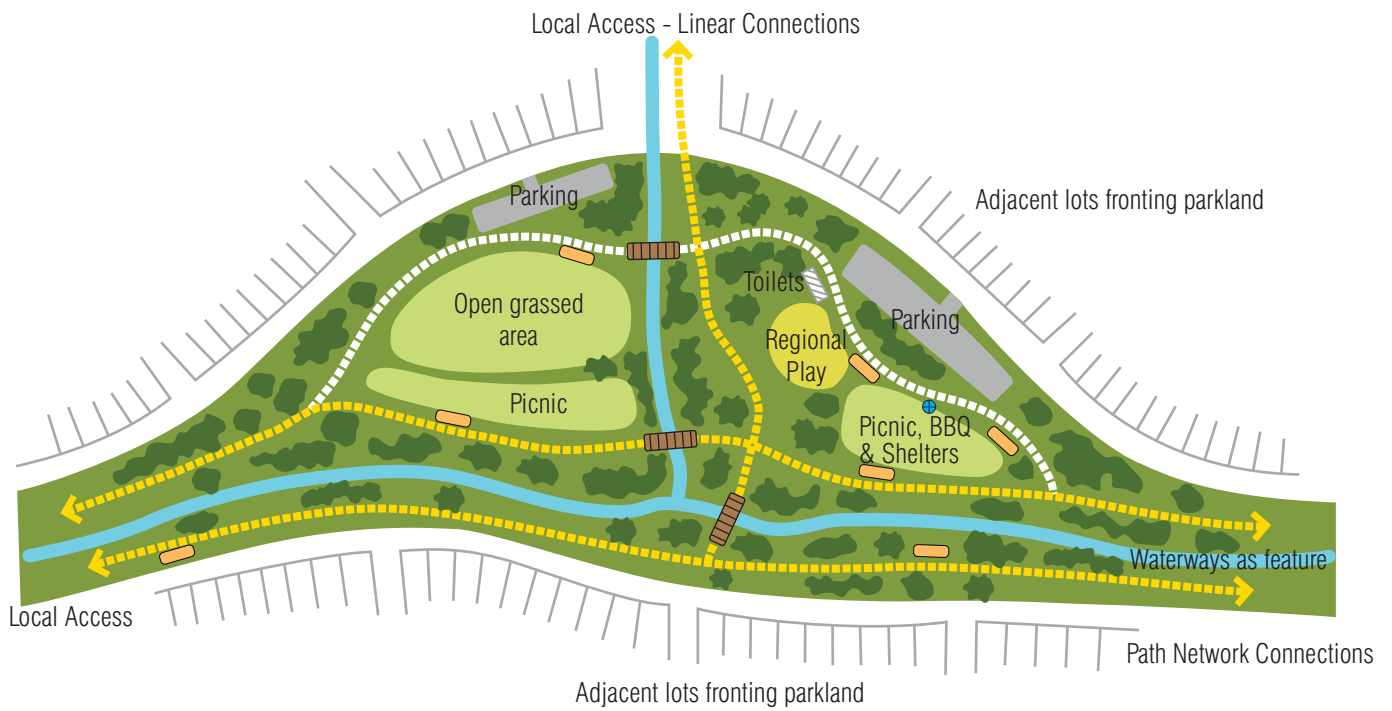 Local Access - Linear Connections
Parking
Adjacent lots fronting parkland
Toilets
Open grassed
area
Parking
Regional
Play
Picnic
Picnic, BBQ
& Shelters
Waterways as feature
Local Access
Path Network Connections
Adjacent lots fronting parkland